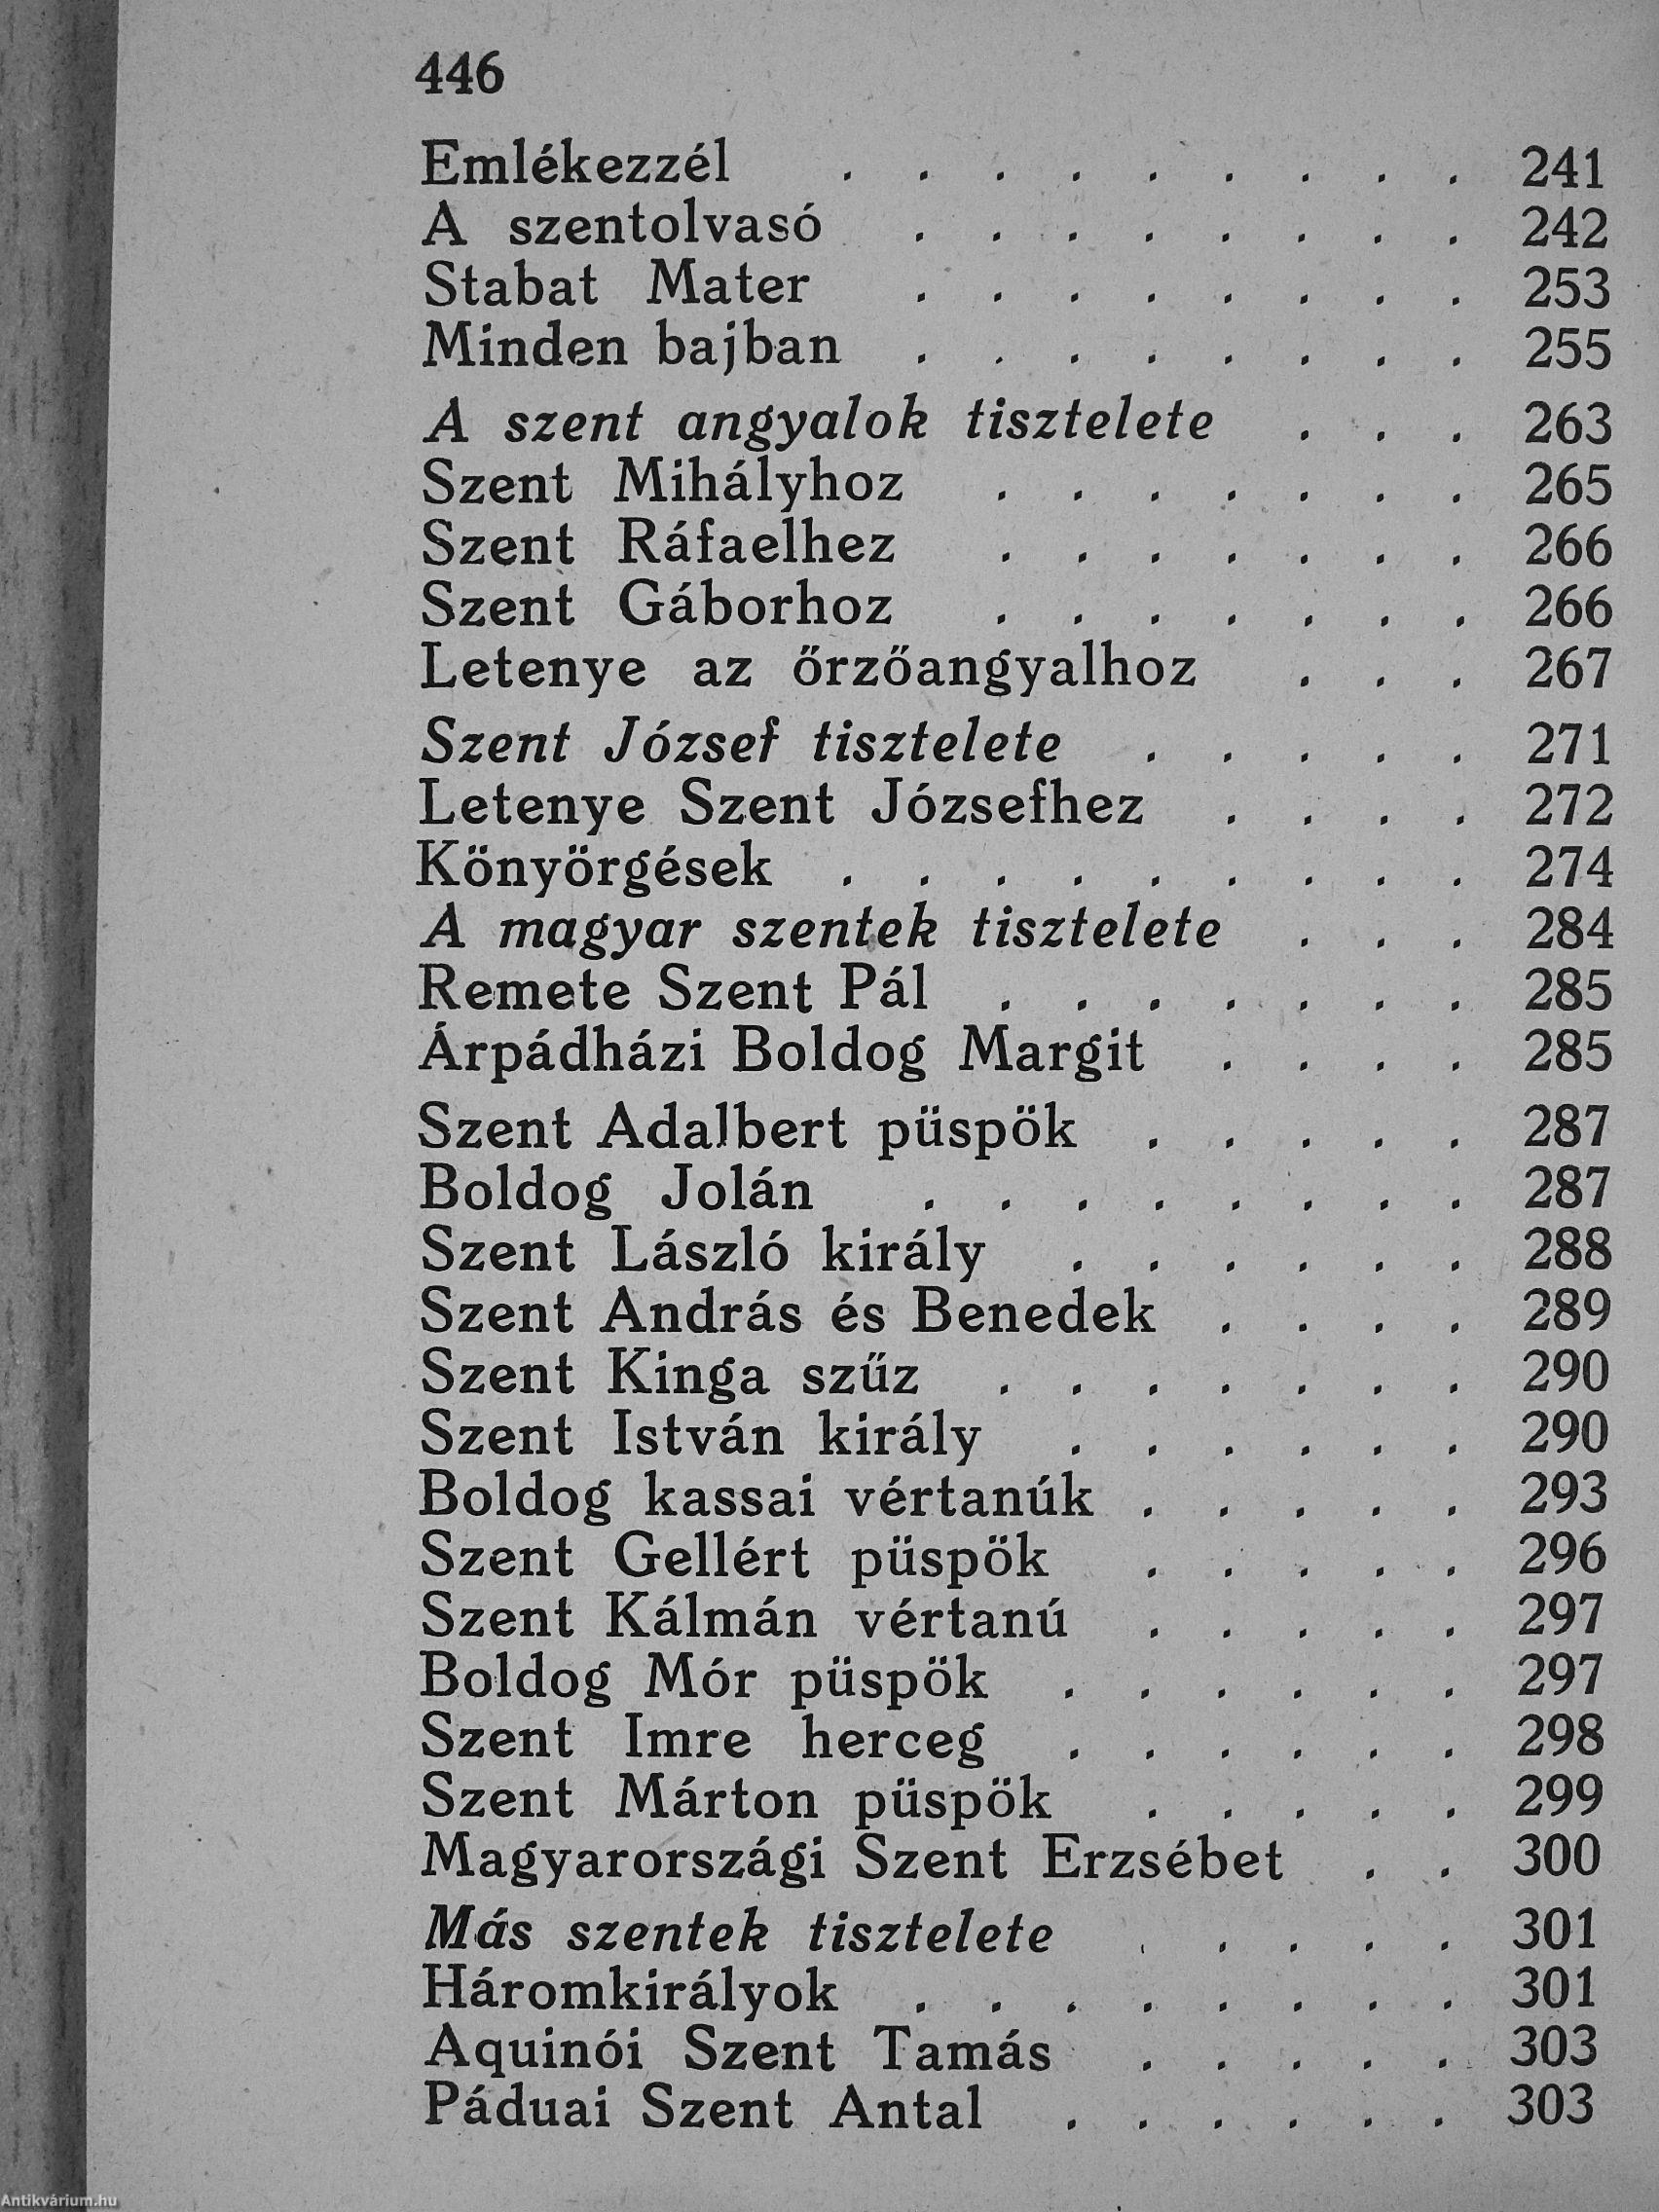 446
Emlékezzél . . . . . . . . . 241
A szentolvasó . . . . . . . . 242
Stabat Mater . . . . . . . . 253
Minden bajban . . . . . . . . 255
A szent angyalok tisztelete . . . 263
Szent Mihályhoz . . . . . . . 265
Szent Ráfaelhez . . . . . . . 266
Szent Gáborhoz . . . . . . . 266
Letenye az őrzőangyalhoz . . . 267
Szent József tisztelete . . . . . 271
Letenye Szent Józsefhez . . . . 272
Könyörgések . . . . . . . . . 274
A magyar szentek tisztelete . . . 284
Remete Szent Pál . . . . . . . 285
Árpádházi Boldog Margit . . . . 285
Szent Adalbert püspök . . . . . 287
Boldog Jolán . . . . . . . . 287
Szent László király . . . . . . 288
Szent András és Benedek . . . . 289
Szent Kinga szűz . . . . . . . 290
Szent István király . . . . . . 290
Boldog kassai vértanúk . . . . . 293
Szent Gellért püspök . . . . . 296
Szent Kálmán vértanú . . . . . 297
Boldog Mór püspök . . . . . . 297
Szent Imre herceg . . . . . . 298
Szent Márton püspök . . . . . 299
Magyarországi Szent Erzsébet . . 300
Más szentek tisztelete . . . . . 301
Háromkirályok . . . . . . . . 301
Aquinói Szent Tamás . . . . . 303
Páduai Szent Antal . . . . . . 303
Antikvárium.hu